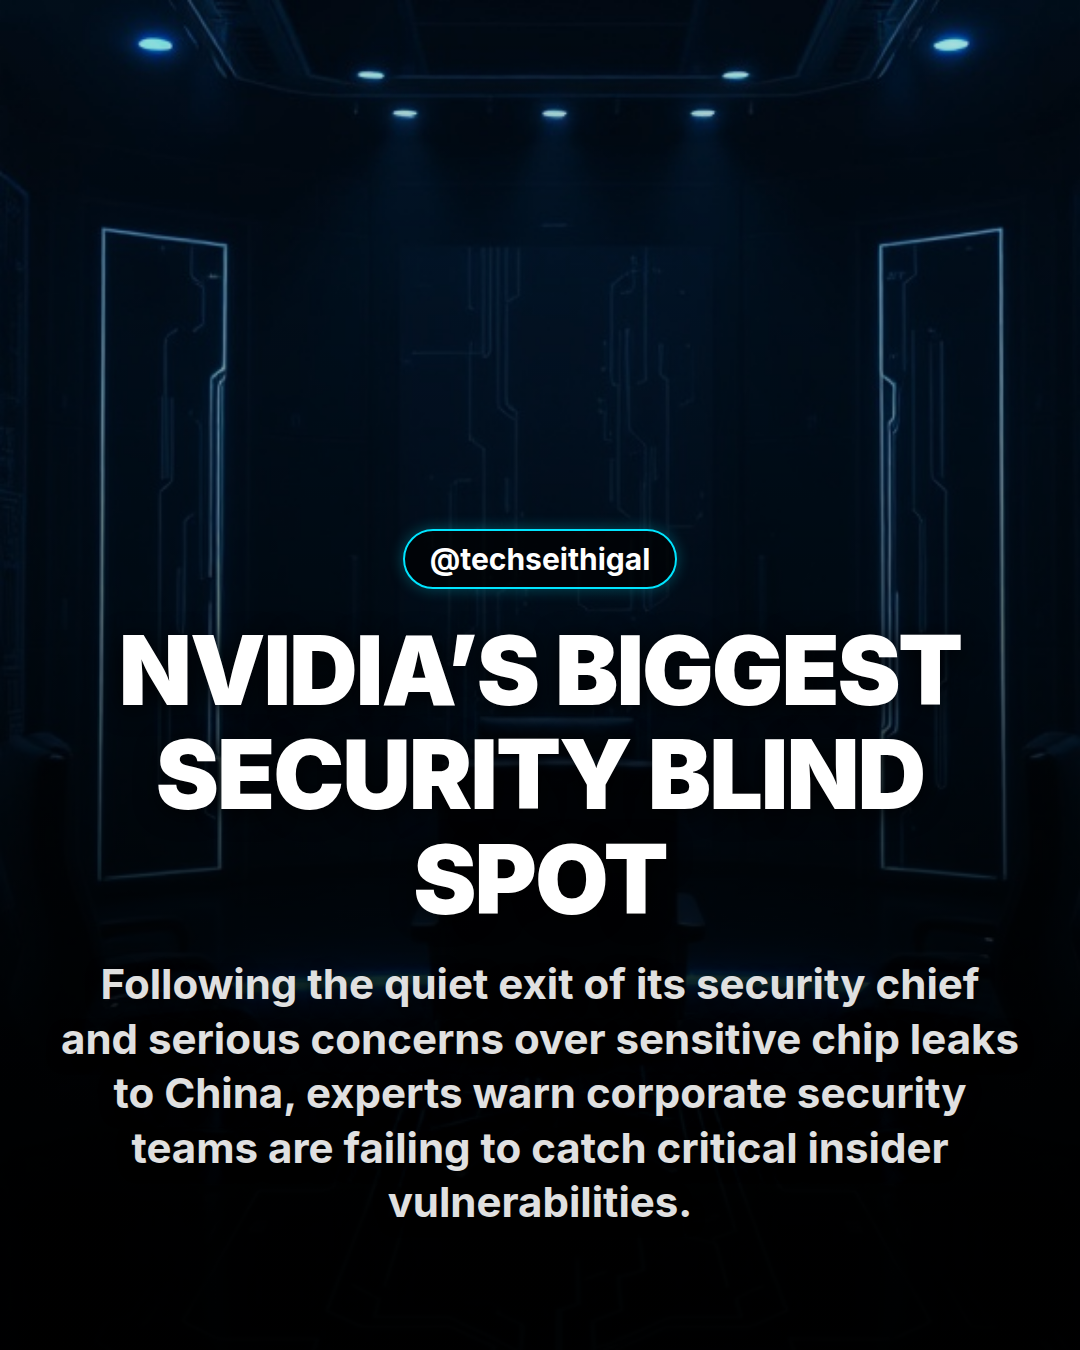 @techseithigal
NVIDIA’S BIGGEST
SECURITY BLIND
SPOT
Following the quiet exit of its security chief
and serious concerns over sensitive chip leaks
to China, experts warn corporate security
teams are failing to catch critical insider
vulnerabilities.